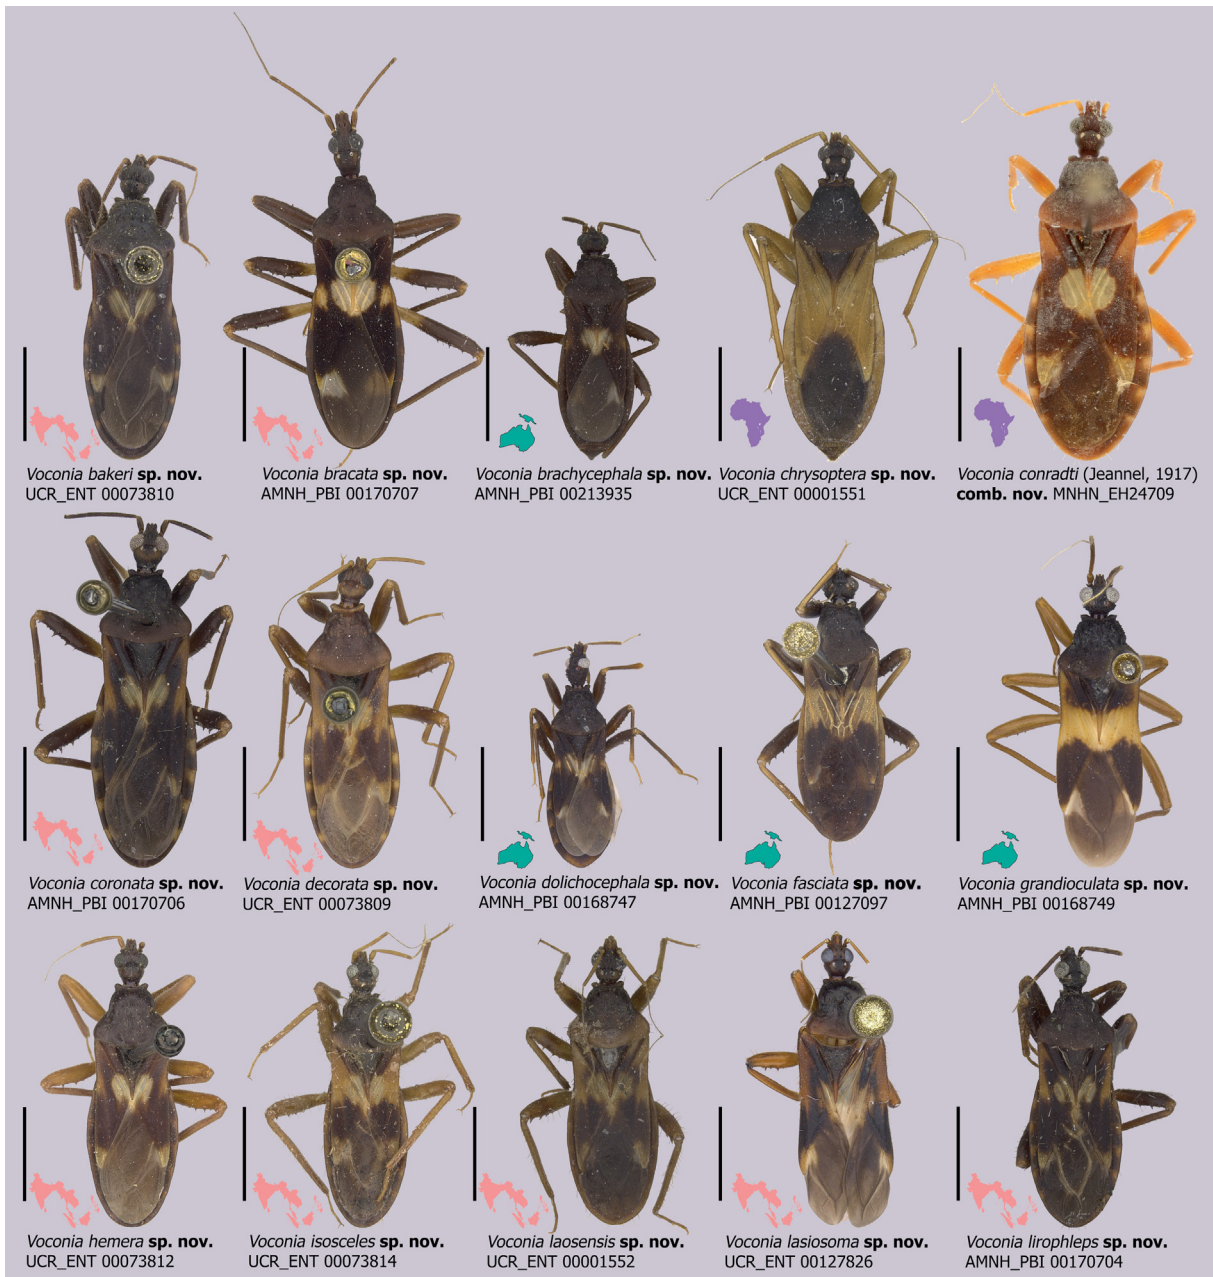 Voconia bakeri sp. nov.
UCR_ENT 00073810
Voconia bracata sp. nov.
AMNH_PBI 00170707
Voconia brachycephala sp. nov.
AMNH_PBI 00213935
Voconia chrysoptera sp. nov.
UCR_ENT 00001551
Voconia conradti (Jeannel, 1917)
comb. nov. MNHN_EH24709
Voconia coronata sp. nov.
AMNH_PBI 00170706
Voconia decorata sp. nov.
UCR_ENT 00073809
Voconia dolichocephala sp. nov.
AMNH_PBI 00168747
Voconia fasciata sp. nov.
AMNH_PBI 00127097
Voconia grandioculata sp. nov.
AMNH_PBI 00168749
Voconia hemera sp. nov.
UCR_ENT 00073812
Voconia isosceles sp. nov.
UCR_ENT 00073814
Voconia laosensis sp. nov.
UCR_ENT 00001552
Voconia lasiosoma sp. nov.
UCR_ENT 00127826
Voconia lirophleps sp. nov.
AMNH_PBI 00170704